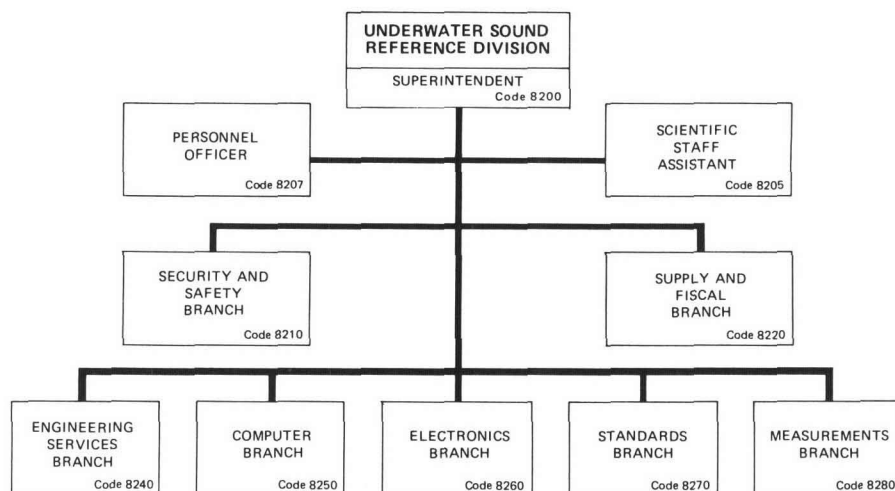 UNDERWATER SOUND
REFERENCE DIVISION
SUPERINTENDENT
Code 8200
PERSONNEL
OFFICER
Code 8207
SCIENTIFIC
STAFF
ASSISTANT
Code 8205
SECURITY AND
SAFETY
BRANCH
Code 8210
SUPPLY AND
FISCAL
BRANCH
Code 8220
ENGINEERING
SERVICES
BRANCH
Code 8240
COMPUTER
BRANCH
Code 8250
ELECTRONICS
BRANCH
Code 8260
STANDARDS
BRANCH
Code 8270
MEASUREMENTS
BRANCH
Code 8280